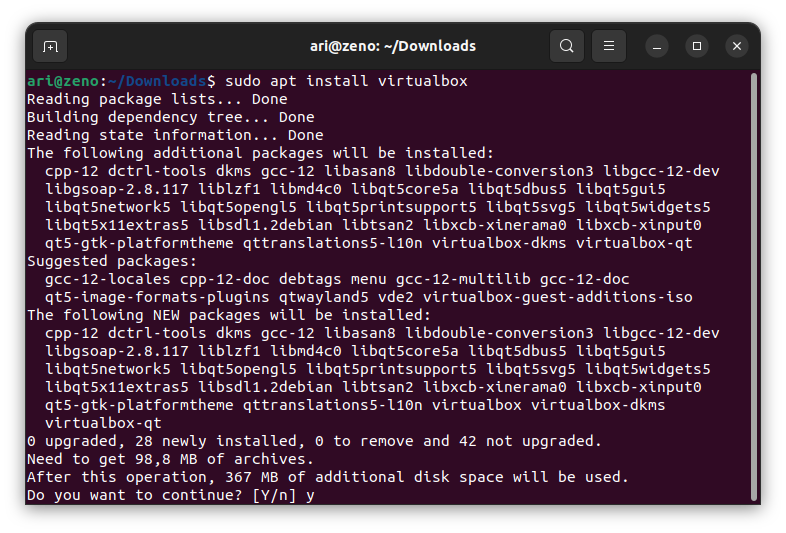 ari@zeno: ~/Downloads
ari@zeno:~/Downloads$ sudo apt install virtualbox
Reading package lists... Done
Building dependency tree... Done
Reading state information... Done
The following additional packages will be installed:
  cpp-12 dctrl-tools dkms gcc-12 libasan8 libdouble-conversion3 libgcc-12-dev
  libgsoap-2.8.117 liblzf1 libmd4c0 libqt5core5a libqt5dbus5 libqt5gui5
  libqt5network5 libqt5opengl5 libqt5printsupport5 libqt5svg5 libqt5widgets5
  libqt5x11extras5 libsdl1.2debian libtsan2 libxcb-xinerama0 libxcb-xinput0
  qt5-gtk-platformtheme qttranslations5-l10n virtualbox-dkms virtualbox-qt
Suggested packages:
  gcc-12-locales cpp-12-doc debtags menu gcc-12-multilib gcc-12-doc
  qt5-image-formats-plugins qtwayland5 vde2 virtualbox-guest-additions-iso
The following NEW packages will be installed:
  cpp-12 dctrl-tools dkms gcc-12 libasan8 libdouble-conversion3 libgcc-12-dev
  libgsoap-2.8.117 liblzf1 libmd4c0 libqt5core5a libqt5dbus5 libqt5gui5
  libqt5network5 libqt5opengl5 libqt5printsupport5 libqt5svg5 libqt5widgets5
  libqt5x11extras5 libsdl1.2debian libtsan2 libxcb-xinerama0 libxcb-xinput0
  qt5-gtk-platformtheme qttranslations5-l10n virtualbox virtualbox-dkms
  virtualbox-qt
0 upgraded, 28 newly installed, 0 to remove and 42 not upgraded.
Need to get 98,8 MB of archives.
After this operation, 367 MB of additional disk space will be used.
Do you want to continue? [Y/n] y